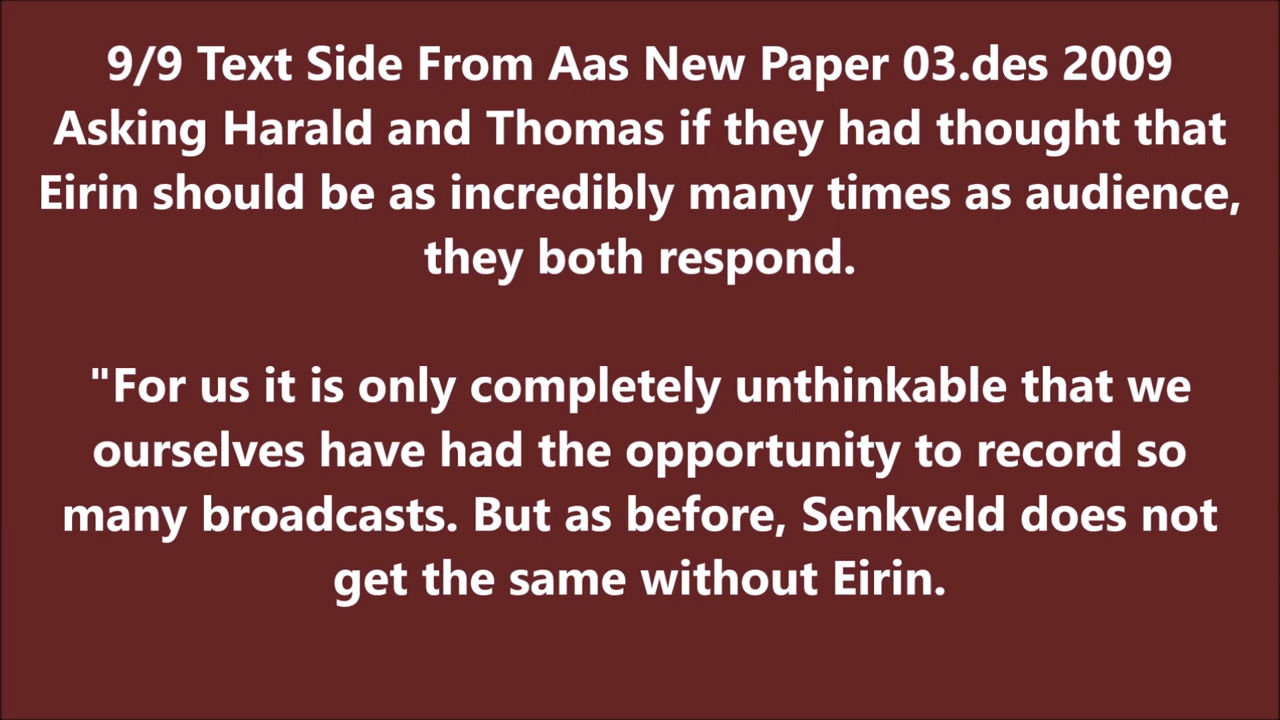 9/9 Text Side From Aas New Paper 03.des 2009
Asking Harald and Thomas if they had thought that
Eirin should be as incredibly many times as audience,
they both respond.
"For us it is only completely unthinkable that we
ourselves have had the opportunity to record so
many broadcasts. But as before, Senkveld does not
get the same without Eirin.